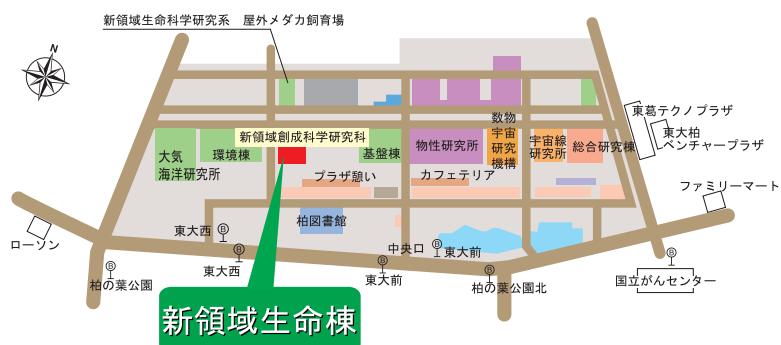 新領域生命科学研究系 屋外メダカ飼育場
N
東葛テクノプラザ
東大柏
ベンチャープラザ
新領域創成科学研究科
数物
宇宙
研究
機構
大気
海洋研究所
環境棟
基盤棟
物性研究所
宇宙線
研究所
総合研究棟
プラザ憩い
カフェテリア
ファミリーマート
柏図書館
ローソン
東大西
B
東大西
B
中央口
B
東大前
B
東大前
B
柏の葉公園
B
柏の葉公園北
B
国立がんセンター
B
新領域生命棟